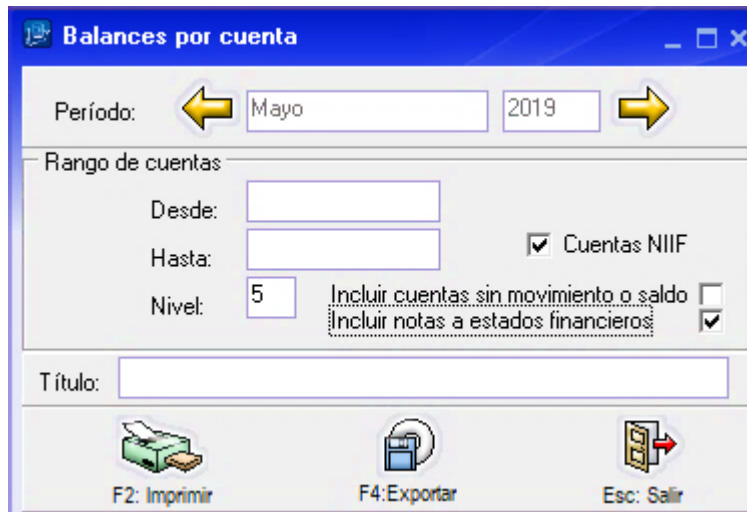 Balances por cuenta
Período: Mayo 2019
Rango de cuentas
Desde:
Hasta:
Cuentas NIIF
Nivel: 5
Incluir cuentas sin movimiento o saldo
Incluir notas a estados financieros
Título:
F2: Imprimir F4:Exportar Esc: Salir